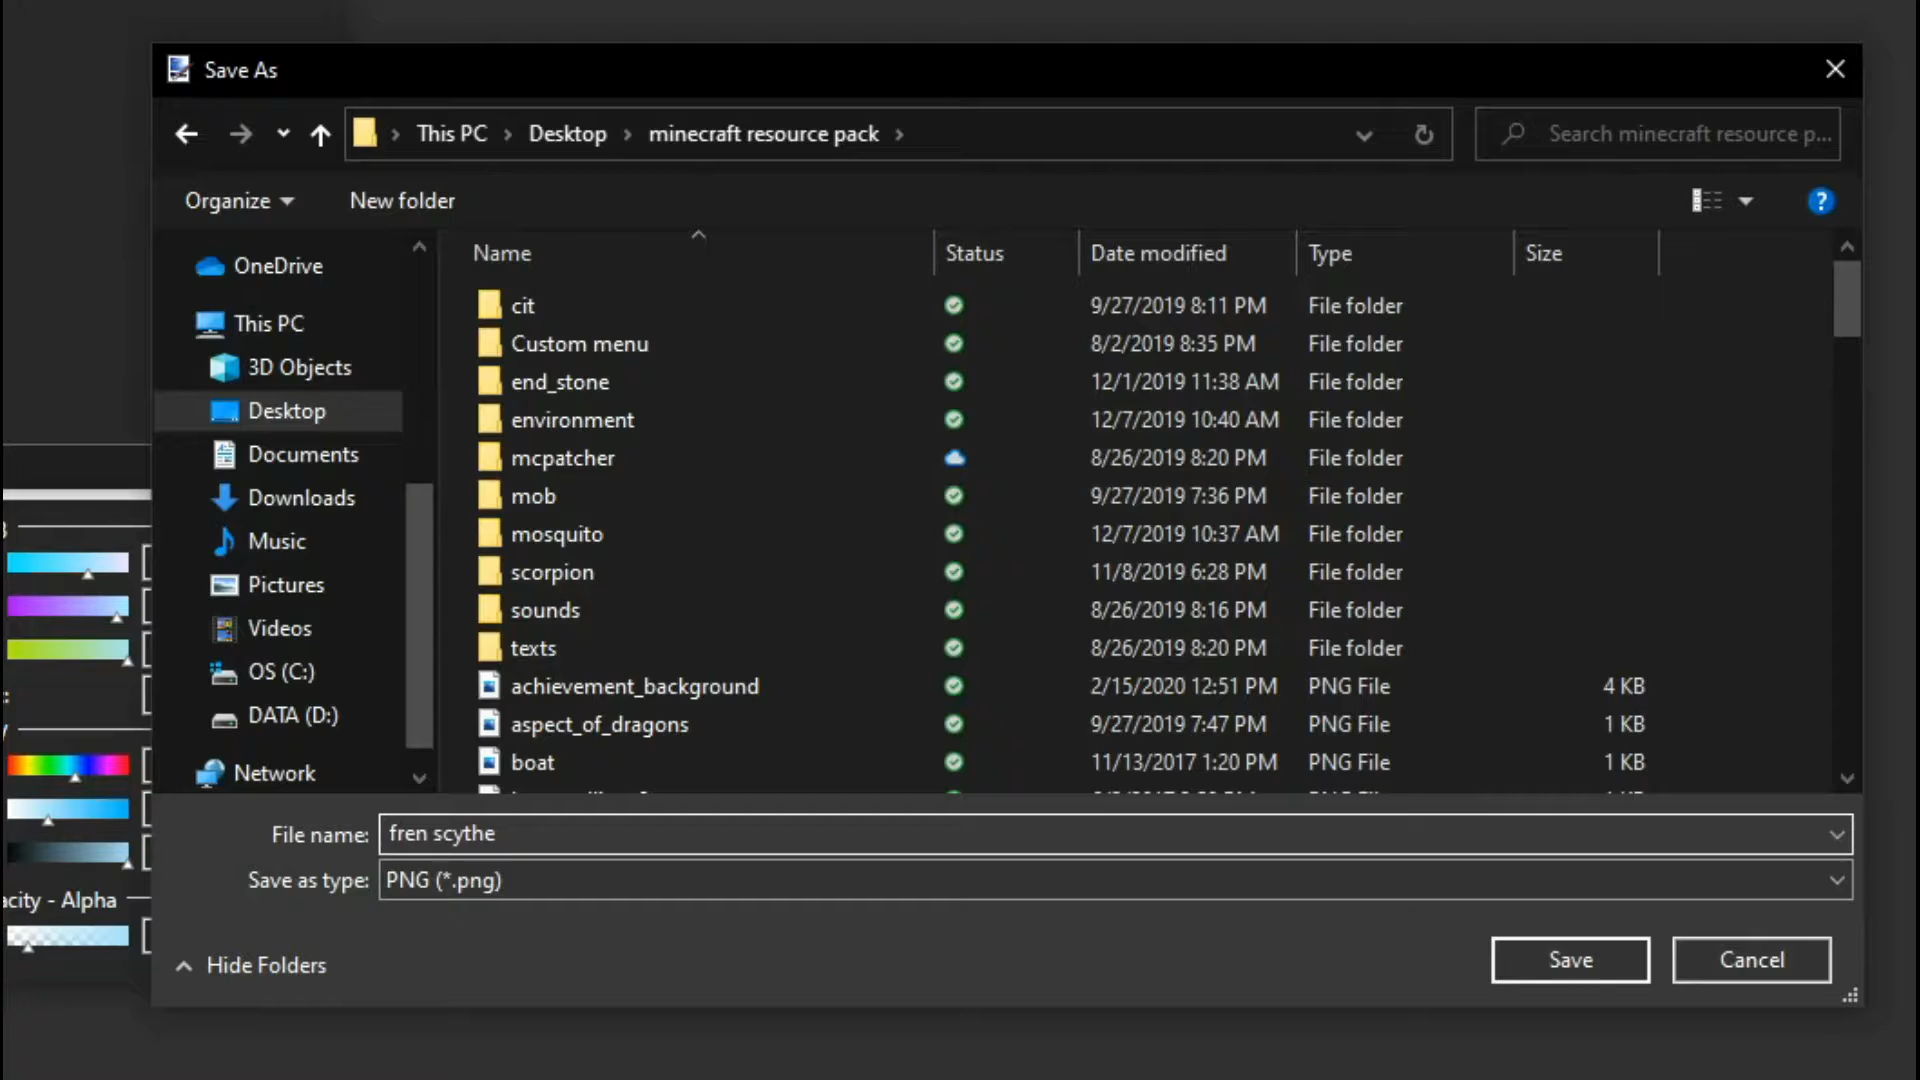 Save As
This PC > Desktop > minecraft resource pack >
Search minecraft resource p...
Organize
New folder
?
OneDrive
This PC
3D Objects
Desktop
Documents
Downloads
Music
Pictures
Videos
OS (C:)
DATA (D:)
Network
Name Status Date modified Type Size
cit 9/27/2019 8:11 PM File folder
Custom menu 8/2/2019 8:35 PM File folder
end_stone 12/1/2019 11:38 AM File folder
environment 12/7/2019 10:40 AM File folder
mcpatcher 8/26/2019 8:20 PM File folder
mob 9/27/2019 7:36 PM File folder
mosquito 12/7/2019 10:37 AM File folder
scorpion 11/8/2019 6:28 PM File folder
sounds 8/26/2019 8:16 PM File folder
texts 8/26/2019 8:20 PM File folder
achievement_background 2/15/2020 12:51 PM PNG File 4 KB
aspect_of_dragons 9/27/2019 7:47 PM PNG File 1 KB
boat 11/13/2017 1:20 PM PNG File 1 KB
File name: fren scythe
Save as type: PNG (*.png)
acity - Alpha
Hide Folders
Save
Cancel